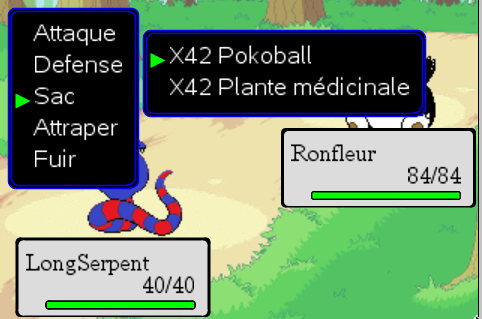 Attaque
Defense
Sac
Attraper
Fuir
X42 Pokoball
X42 Plante médicinale
Ronfleur
84/84
LongSerpent
40/40